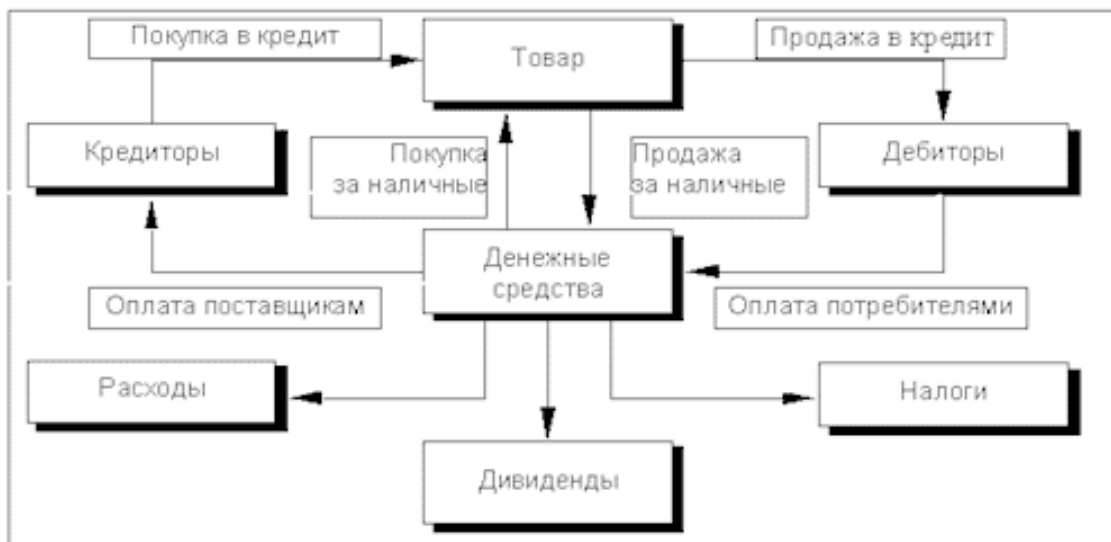 Покупка в кредит
Товар
Продажа в кредит
Кредиторы
Покупка
за наличные
Продажа
за наличные
Дебиторы
Денежные
средства
Оплата поставщикам
Оплата потребителями
Расходы
Налоги
Дивиденды